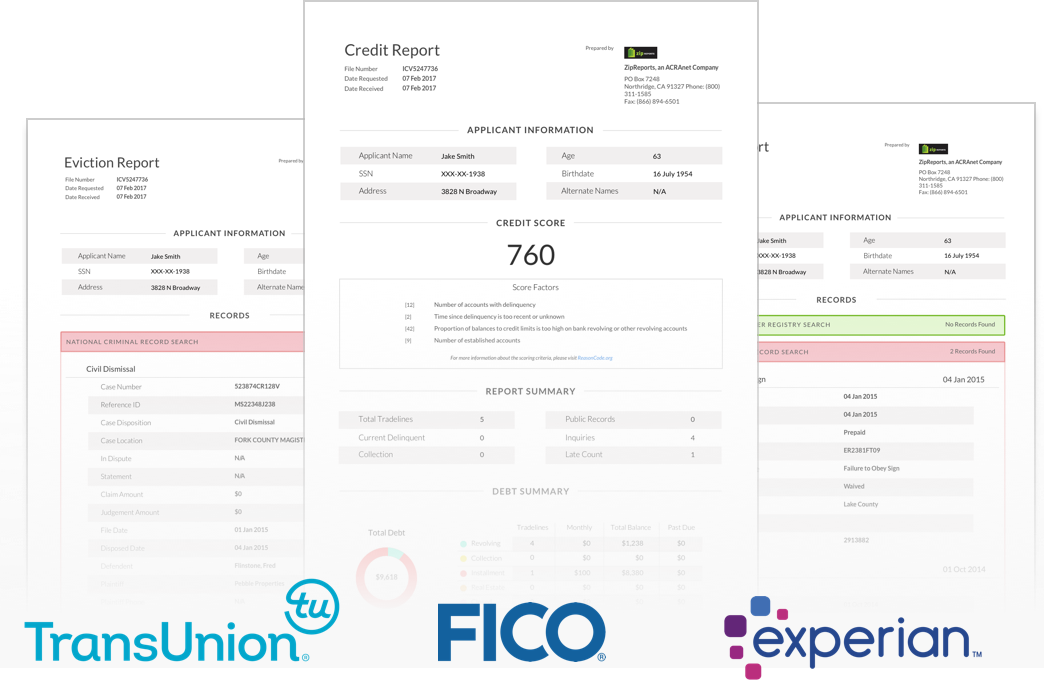 Credit Report
Prepared by
zip
File Number ICV5247736
Date Requested 07 Feb 2017
Date Received 07 Feb 2017
ZipReports, an ACRAnet Company
PO Box 7248
Northridge, CA 91327 Phone: (800)
311-1585
Fax: (866) 894-6501
APPLICANT INFORMATION
Applicant Name Jake Smith Age 63
SSN XXX-XX-1938 Birthdate 16 July 1954
Address 3828 N Broadway Alternate Names N/A
CREDIT SCORE
760
Score Factors
[12] Number of accounts with delinquency
[2] Time since delinquency is too recent or unknown
[42] Proportion of balances to credit limits is too high on bank revolving or other revolving accounts
[9] Number of established accounts
For more information about the scoring criteria, please visit ReasonCode.org
REPORT SUMMARY
Total Tradelines 5 Public Records 0
Current Delinquent 0 Inquiries 4
Collection 0 Late Count 1
DEBT SUMMARY
Total Debt
$9,618
Tradelines Monthly Total Balance Past Due
Revolving 4 $0 $1,238 $0
Collection 0 $0 $0 $0
Installment 1 $100 $8,380 $0
Eviction Report
Prepared by
File Number ICV5247736
Date Requested 07 Feb 2017
Date Received 07 Feb 2017
APPLICANT INFORMATION
Applicant Name Jake Smith Age
SSN XXX-XX-1938 Birthdate
Address 3828 N Broadway Alternate Name
RECORDS
NATIONAL CRIMINAL RECORD SEARCH
Civil Dismissal
Case Number 523874CR128V
Reference ID MS22348J238
Case Disposition Civil Dismissal
Case Location FORK COUNTY MAGIST
In Dispute N/A
Statement N/A
Claim Amount $0
Judgement Amount $0
File Date 01 Jan 2015
Disposed Date 04 Jan 2015
Defendant Flinstone, Fred
rt
Prepared by
zip
ZipReports, an ACRAnet Company
PO Box 7248
Northridge, CA 91327 Phone: (800)
311-1585
Fax: (866) 894-6501
APPLICANT INFORMATION
Jake Smith Age 63
XXX-XX-1938 Birthdate 16 July 1954
3828 N Broadway Alternate Names N/A
RECORDS
ER REGISTRY SEARCH No Records Found
CORD SEARCH 2 Records Found
gn 04 Jan 2015
04 Jan 2015
04 Jan 2015
Prepaid
ER2381FT09
Failure to Obey Sign
Waived
Lake County
2913882
01 Oct 2014
TransUnion® tu
FICO®
experian™